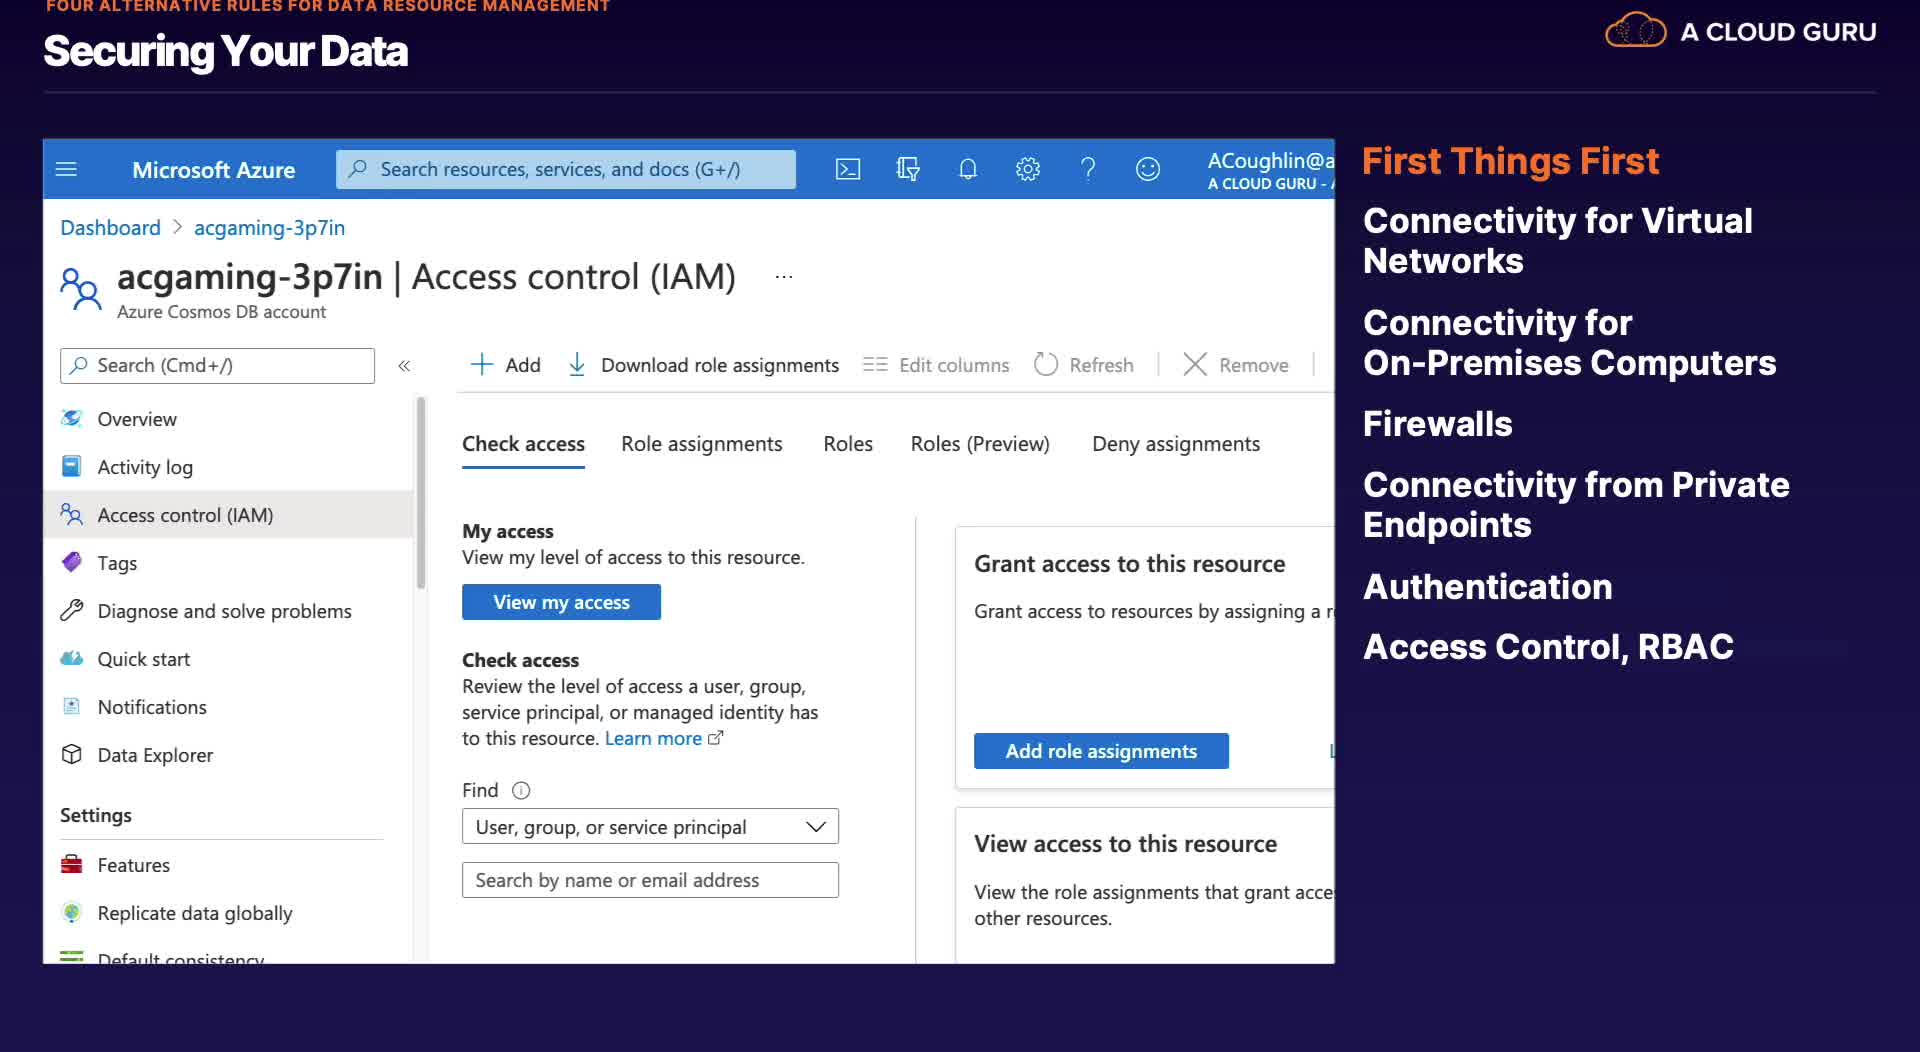 FOUR ALTERNATIVE RULES FOR DATA RESOURCE MANAGEMENT
Securing Your Data
A CLOUD GURU
Microsoft Azure
Search resources, services, and docs (G+/)
ACoughlin@a
A CLOUD GURU -
Dashboard > acgaming-3p7in
acgaming-3p7in | Access control (IAM) ...
Azure Cosmos DB account
Search (Cmd+/)
Overview
Activity log
Access control (IAM)
Tags
Diagnose and solve problems
Quick start
Notifications
Data Explorer
Settings
Features
Replicate data globally
Default consistency
Add
Download role assignments
Edit columns
Refresh
Remove
Check access
Role assignments
Roles
Roles (Preview)
Deny assignments
My access
View my level of access to this resource.
View my access
Check access
Review the level of access a user, group,
service principal, or managed identity has
to this resource. Learn more
Find
User, group, or service principal
Search by name or email address
Grant access to this resource
Grant access to resources by assigning a r
Add role assignments
View access to this resource
View the role assignments that grant acce
other resources.
First Things First
Connectivity for Virtual
Networks
Connectivity for
On-Premises Computers
Firewalls
Connectivity from Private
Endpoints
Authentication
Access Control, RBAC